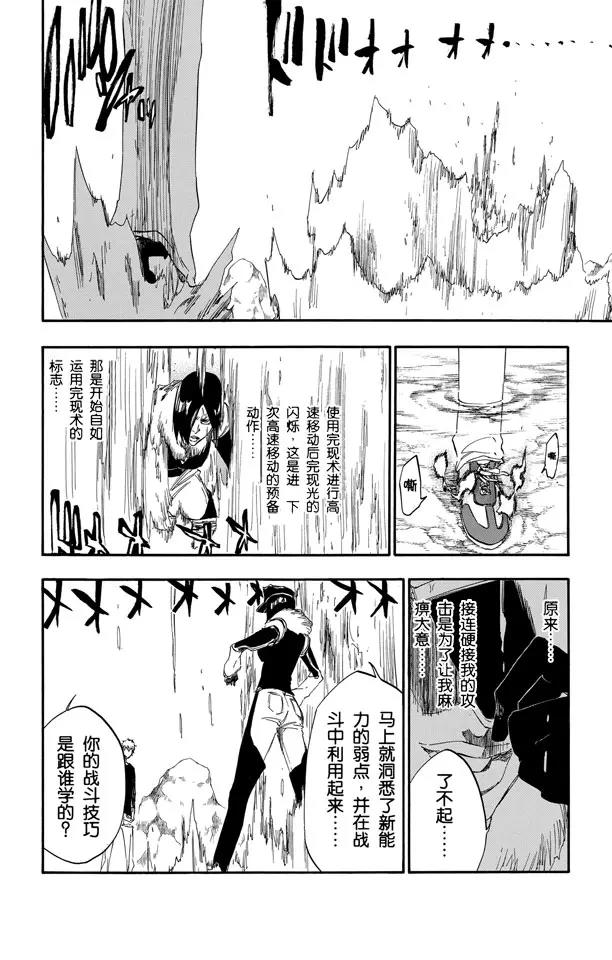 ドドオオオオ
嘶
嘶
使用完现术进行高
速移动后完现光的
闪烁，这是进 下
次高速移动的预备
动作……
那是开始自如
运用完现术的
标志……
原来……
接连硬接我的攻
击是为了让我麻
痹大意……
了不起……
马上就洞悉了新能
力的弱点，并在战
斗中利用起来……
你的战斗技巧
是跟谁学的？